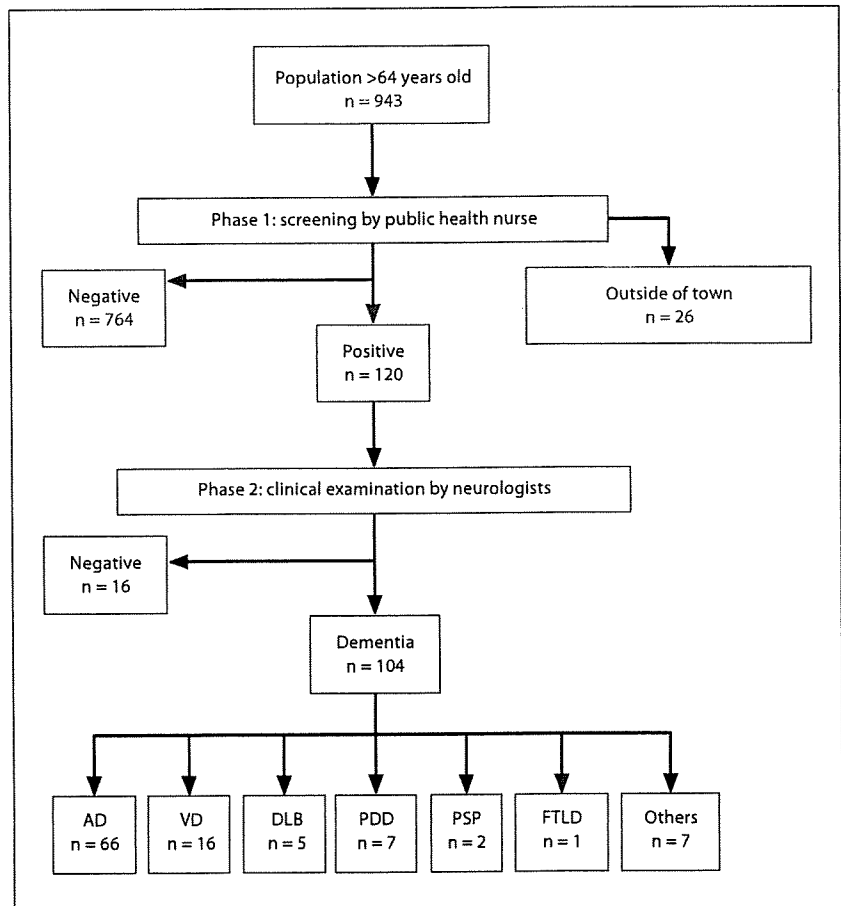 Population >64 years old
n = 943
Phase 1: screening by public health nurse
Negative
n = 764
Outside of town
n = 26
Positive
n = 120
Phase 2: clinical examination by neurologists
Negative
n = 16
Dementia
n = 104
AD
n = 66
VD
n = 16
DLB
n = 5
PDD
n = 7
PSP
n = 2
FTLD
n = 1
Others
n = 7